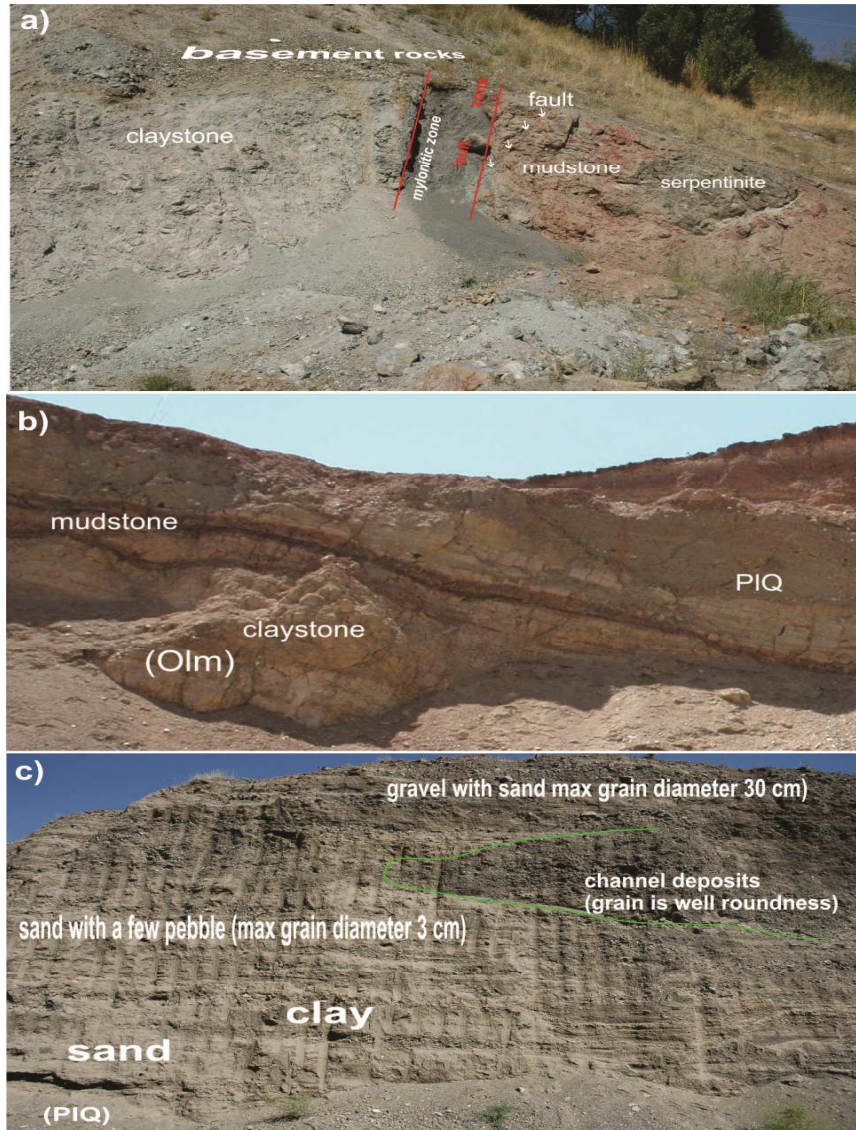 a)
basement rocks
claystone
mylonitic zone
fault zone
fault
mudstone
serpentinite
b)
mudstone
claystone
(Olm)
PlQ
c)
gravel with sand max grain diameter 30 cm)
channel deposits
(grain is well roundness)
sand with a few pebble (max grain diameter 3 cm)
clay
sand
(PlQ)